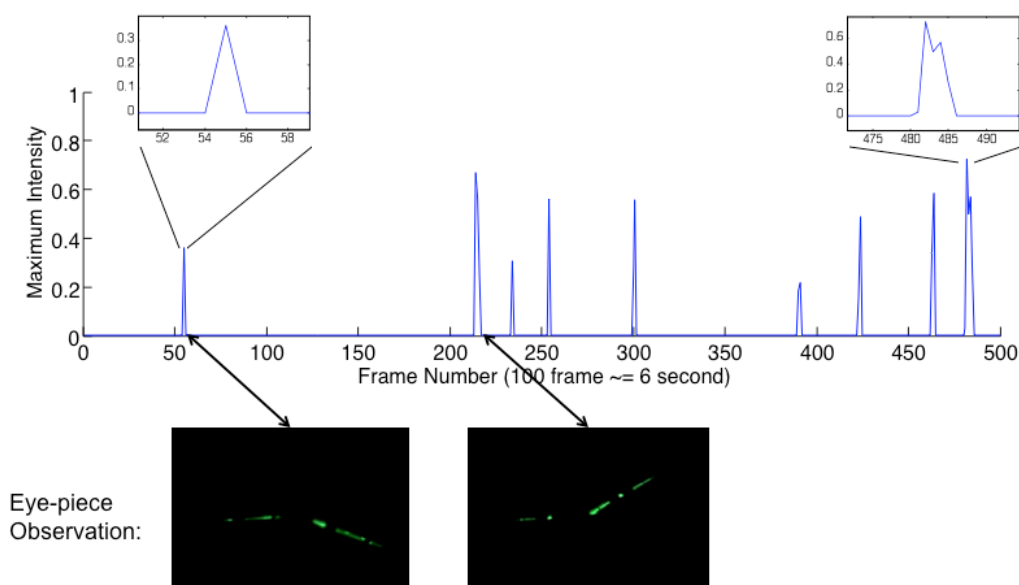 0.3
0.2
0.1
0
52 54 56 58
0.6
0.4
0.2
0
475 480 485 490
Maximum Intensity
1
0.8
0.6
0.4
0.2
0
0 50 100 150 200 250 300 350 400 450 500
Frame Number (100 frame ~= 6 second)
Eye-piece
Observation: